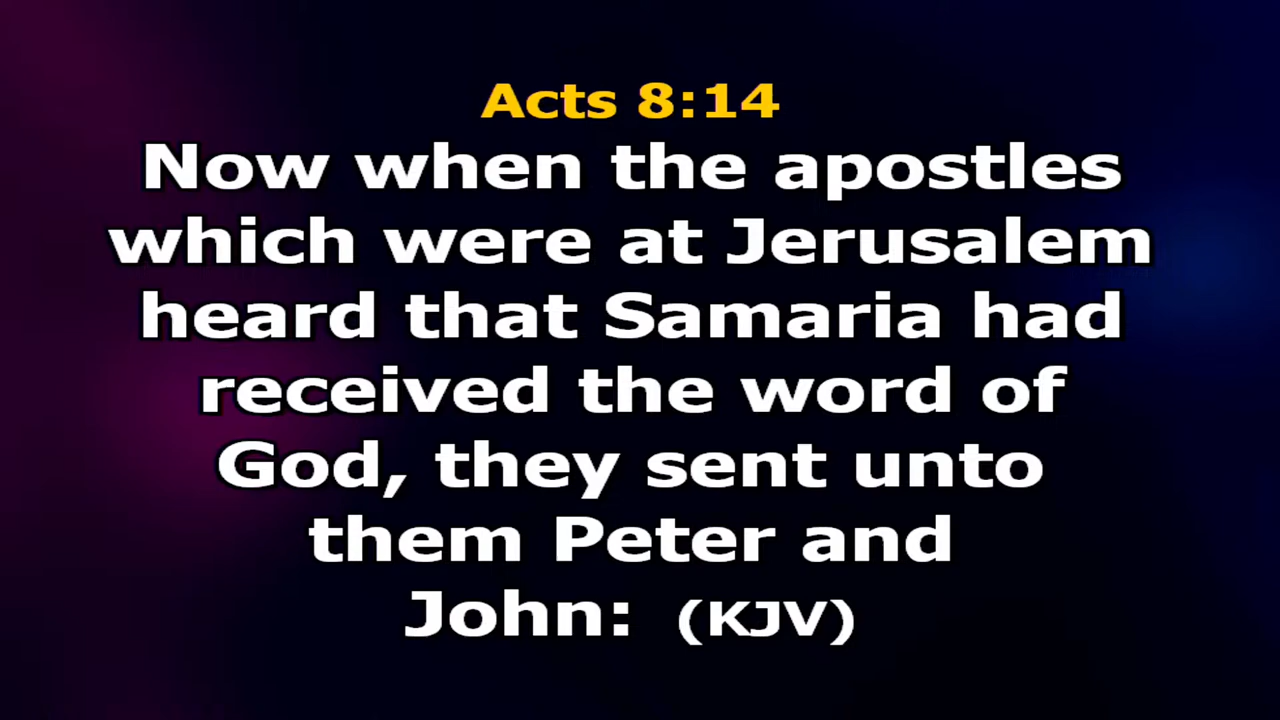 Acts 8:14
Now when the apostles
which were at Jerusalem
heard that Samaria had
received the word of
God, they sent unto
them Peter and
John: (KJV)